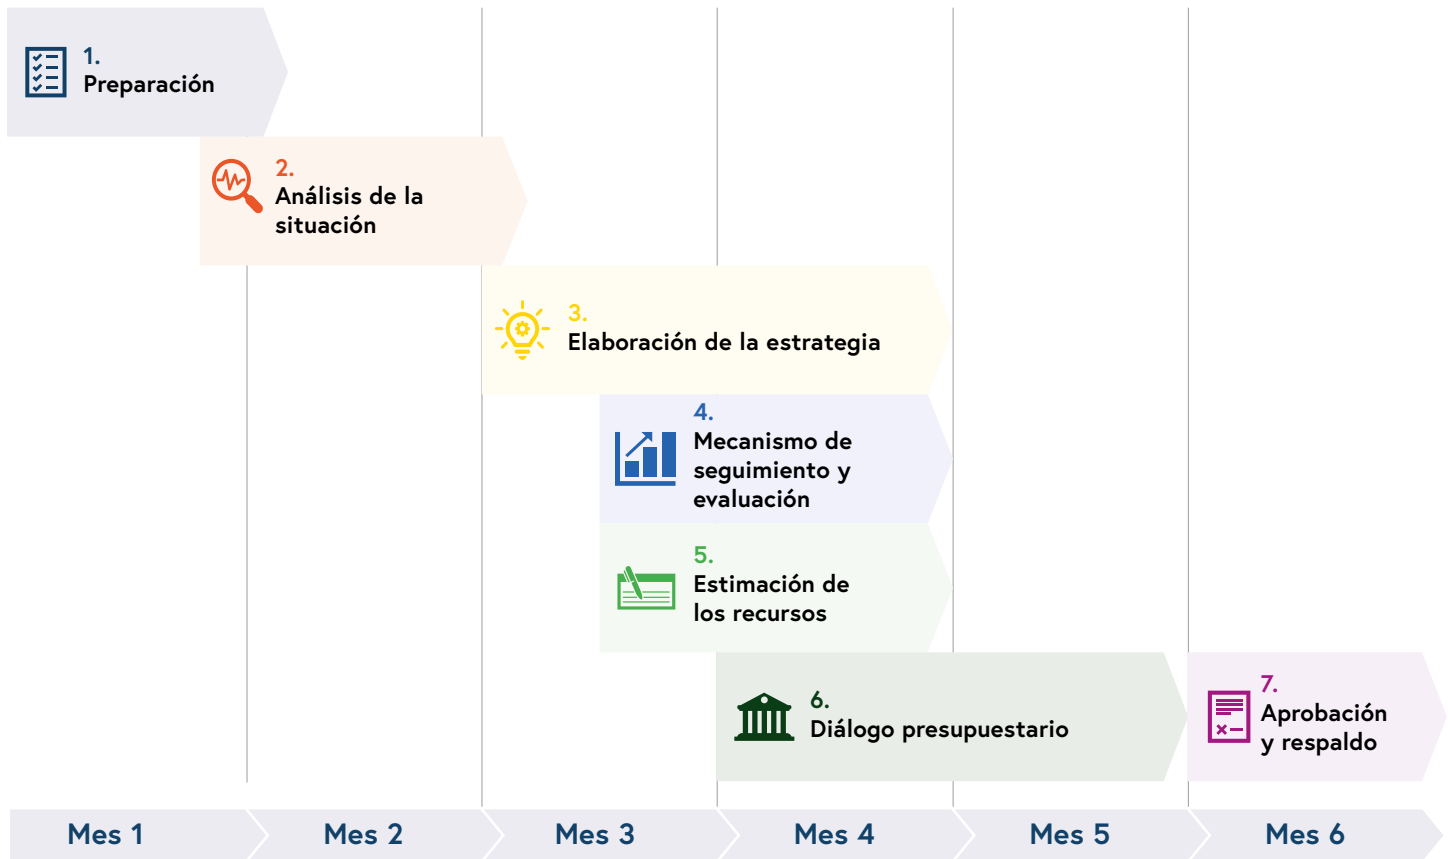 1.
Preparación
2.
Análisis de la
situación
3.
Elaboración de la estrategia
4.
Mecanismo de
seguimiento y
evaluación
5.
Estimación de
los recursos
6.
Diálogo presupuestario
7.
Aprobación
y respaldo
Mes 1
Mes 2
Mes 3
Mes 4
Mes 5
Mes 6